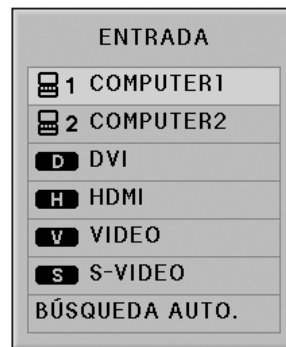 ENTRADA
1 COMPUTER1
2 COMPUTER2
D DVI
H HDMI
V VIDEO
S S-VIDEO
BÚSQUEDA AUTO.